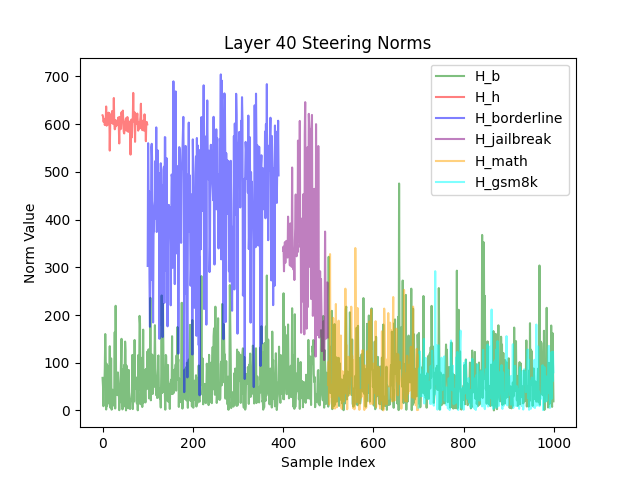 Layer 40 Steering Norms
Norm Value
700
600
500
400
300
200
100
0
H_b
H_h
H_borderline
H_jailbreak
H_math
H_gsm8k
0
200
400
600
800
1000
Sample Index